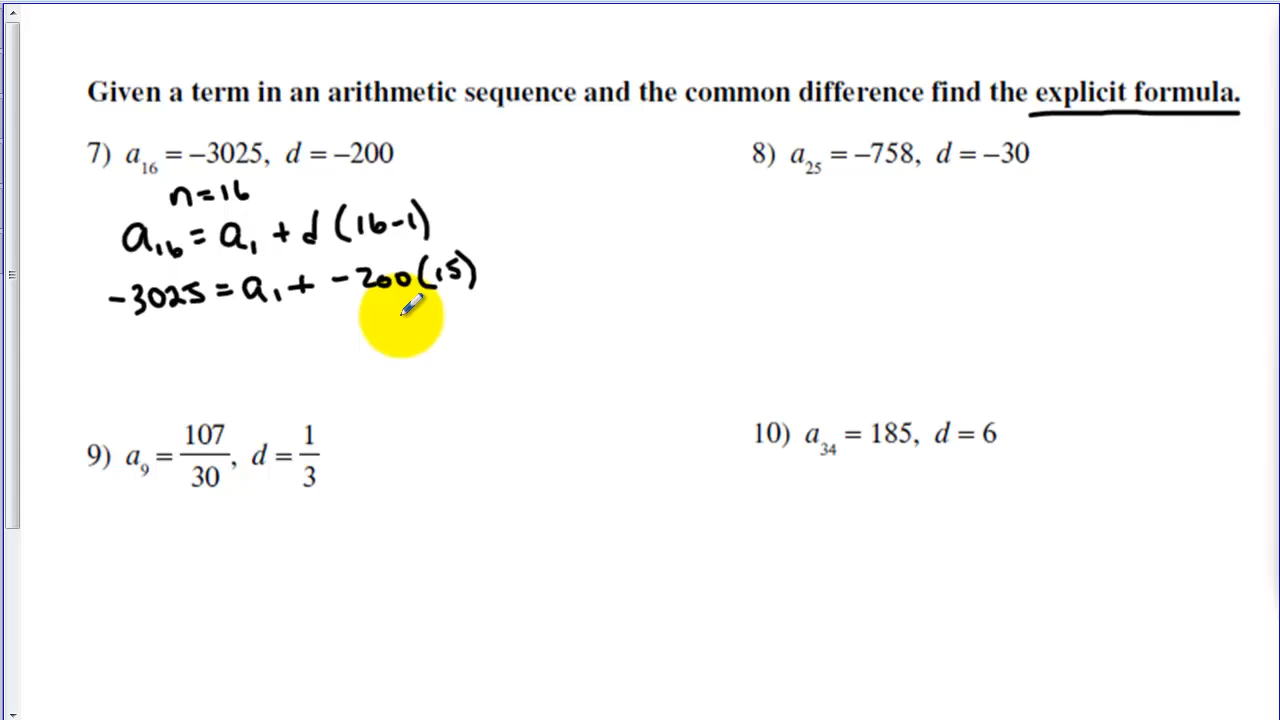 Given a term in an arithmetic sequence and the common difference find the explicit formula.
7) a₁₆ = –3025, d = –200
n=16
a₁₆ = a₁ + d (16-1)
-3025 = a₁ + -200(15)
8) a₂₅ = –758, d = –30
9) a₉ = 107/30, d = 1/3
10) a₃₄ = 185, d = 6